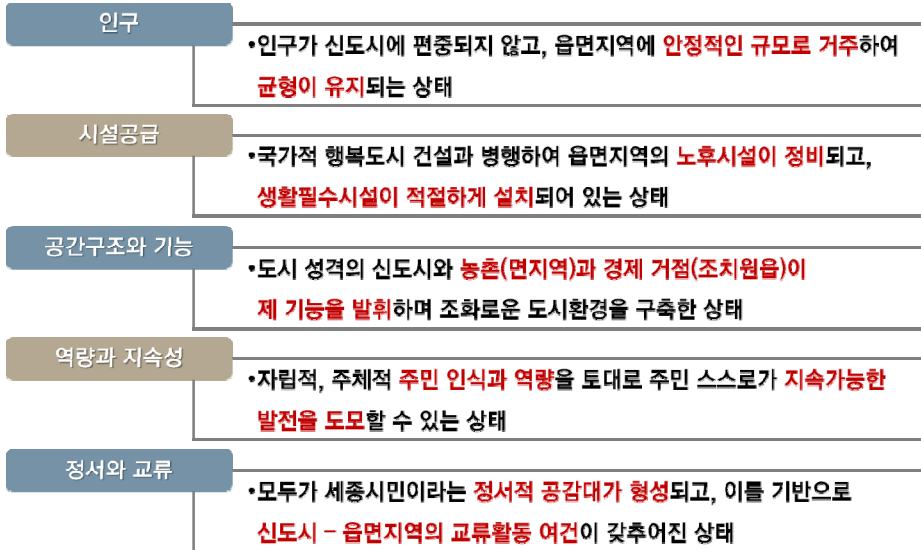 인구
•인구가 신도시에 편중되지 않고, 읍면지역에 안정적인 규모로 거주하여
균형이 유지되는 상태
시설공급
•국가적 행복도시 건설과 병행하여 읍면지역의 노후시설이 정비되고,
생활필수시설이 적절하게 설치되어 있는 상태
공간구조와 기능
•도시 성격의 신도시와 농촌(면지역)과 경제 거점(조치원읍)이
제 기능을 발휘하며 조화로운 도시환경을 구축한 상태
역량과 지속성
•자립적, 주체적 주민 인식과 역량을 토대로 주민 스스로가 지속가능한
발전을 도모할 수 있는 상태
정서와 교류
•모두가 세종시민이라는 정서적 공감대가 형성되고, 이를 기반으로
신도시 – 읍면지역의 교류활동 여건이 갖추어진 상태